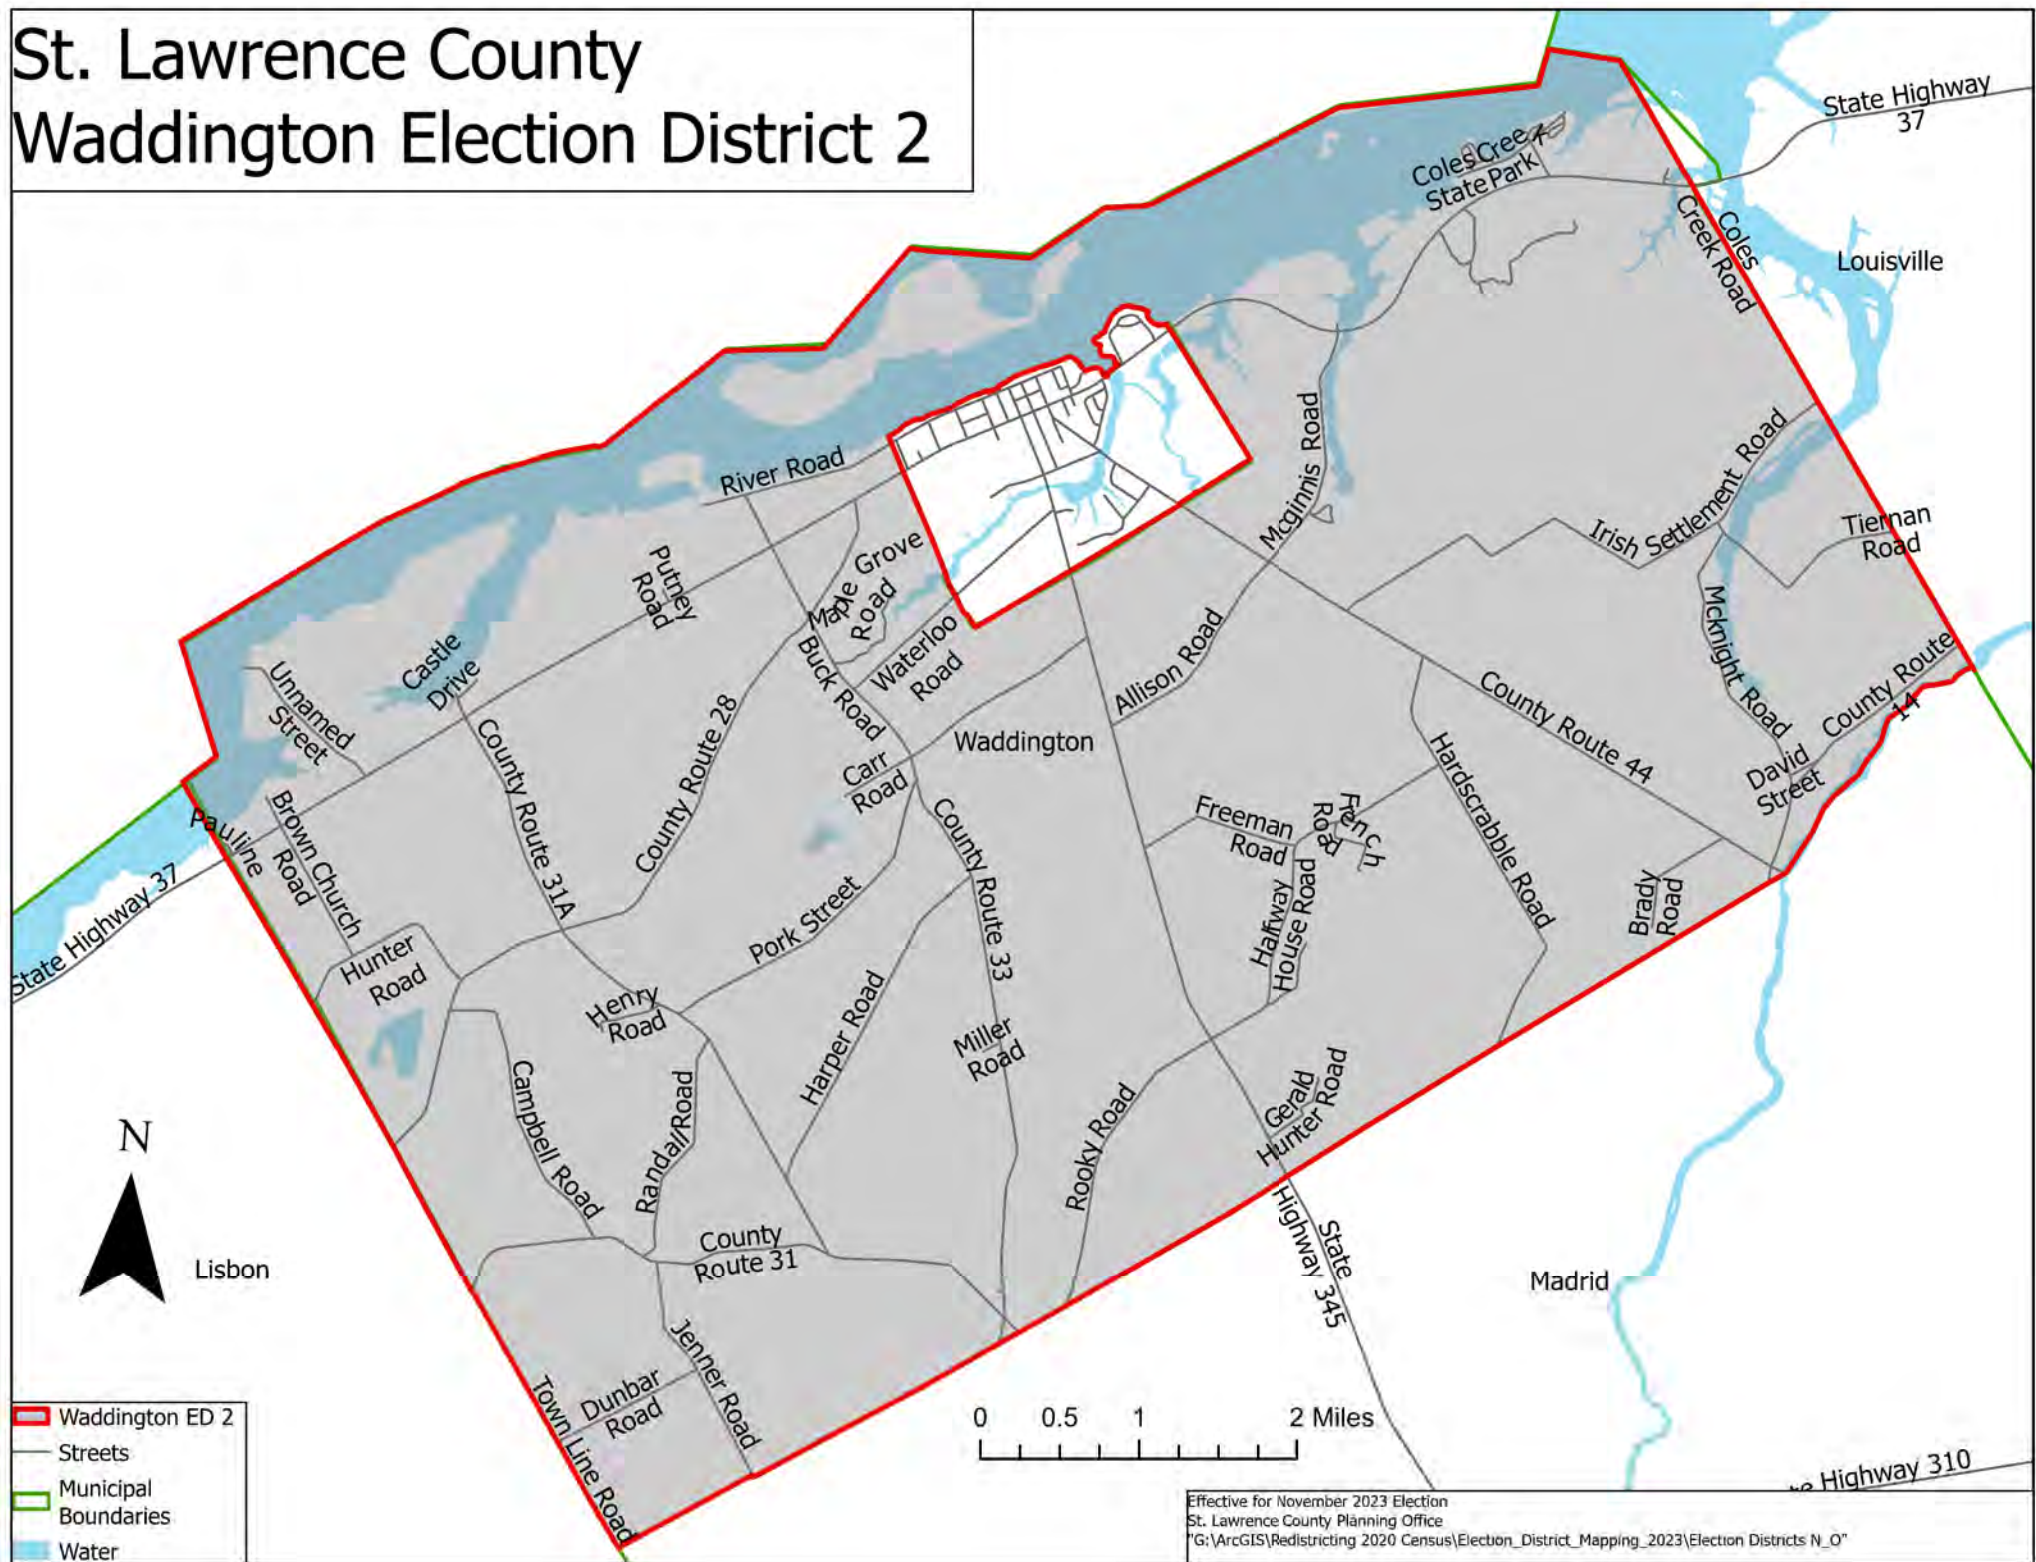 St. Lawrence County
Waddington Election District 2
State Highway
37
Coles Creek
State Park
Coles
Creek Road
Louisville
River Road
Mcginnis Road
Irish Settlement Road
Tiernan
Road
Putney
Road
Maple Grove
Road
Waterloo
Road
Buck Road
Allison Road
Mcknight Road
County Route
14
David
Street
Castle
Drive
Unnamed
Street
County Route 28
County Route 31A
Carr
Road
Waddington
County Route 44
Hardscrabble Road
Freeman
Road
French
Road
Halfway
House Road
Brady
Road
Pauline
Brown Church
Road
State Highway 37
Hunter
Road
Pork Street
County Route 33
Henry
Road
Harper Road
Miller
Road
Campbell Road
Randall Road
Rooky Road
Gerald
Hunter Road
County
Route 31
State
Highway 345
Madrid
N
Lisbon
Jenner Road
Dunbar
Road
Town Line Road
Waddington ED 2
Streets
Municipal
Boundaries
Water
0 0.5 1 2 Miles
Highway 310
Effective for November 2023 Election
St. Lawrence County Planning Office
"G:\ArcGIS\Redistricting 2020 Census\Election_District_Mapping_2023\Election Districts N_O"